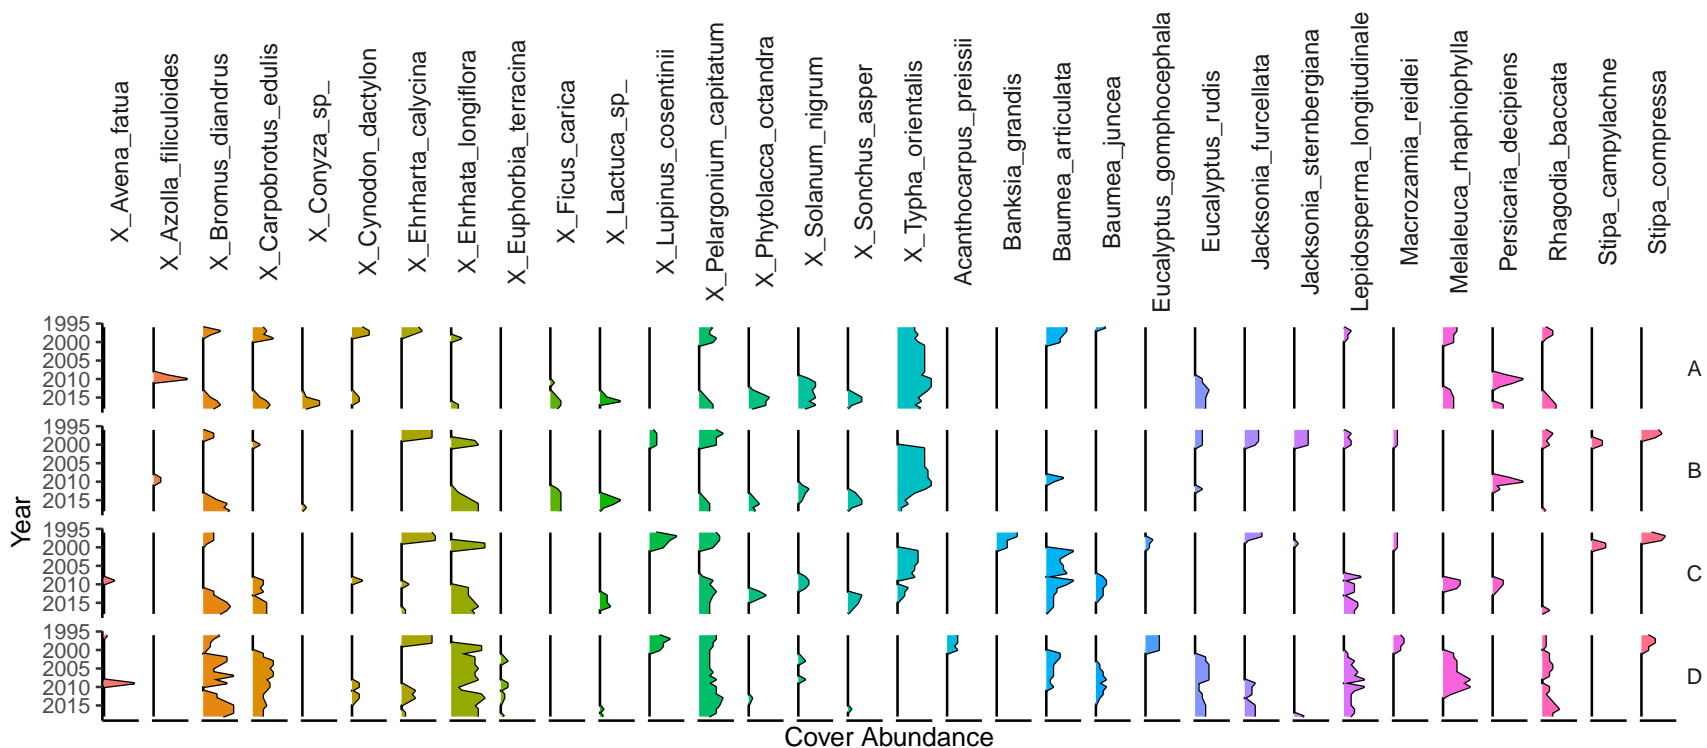 X_Avena_fatua
X_Azolla_filiculoides
X_Bromus_diandrus
X_Carpobrotus_edulis
X_Conyza_sp_
X_Cynodon_dactylon
X_Ehrharta_calycina
X_Ehrhata_longiflora
X_Euphorbia_terracina
X_Ficus_carica
X_Lactuca_sp_
X_Lupinus_cosentinii
X_Pelargonium_capitatum
X_Phytolacca_octandra
X_Solanum_nigrum
X_Sonchus_asper
X_Typha_orientalis
Acanthocarpus_preissii
Banksia_grandis
Baumea_articulata
Baumea_juncea
Eucalyptus_gomphocephala
Eucalyptus_rudis
Jacksonia_furcellata
Jacksonia_sternbergiana
Lepidosperma_longitudinale
Macrozamia_reidlei
Melaleuca_rhaphiophylla
Persicaria_decipiens
Rhagodia_baccata
Stipa_campylachne
Stipa_compressa
Year
1995
2000
2005
2010
2015
A
1995
2000
2005
2010
2015
B
1995
2000
2005
2010
2015
C
1995
2000
2005
2010
2015
D
Cover Abundance